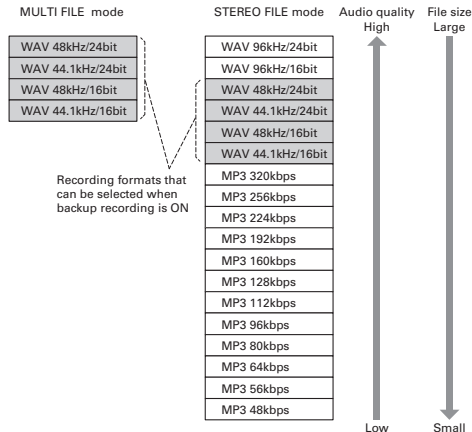 MULTI FILE mode
WAV 48kHz/24bit
WAV 44.1kHz/24bit
WAV 48kHz/16bit
WAV 44.1kHz/16bit
Recording formats that
can be selected when
backup recording is ON
STEREO FILE mode
WAV 96kHz/24bit
WAV 96kHz/16bit
WAV 48kHz/24bit
WAV 44.1kHz/24bit
WAV 48kHz/16bit
WAV 44.1kHz/16bit
MP3 320kbps
MP3 256kbps
MP3 224kbps
MP3 192kbps
MP3 160kbps
MP3 128kbps
MP3 112kbps
MP3 96kbps
MP3 80kbps
MP3 64kbps
MP3 56kbps
MP3 48kbps
Audio quality
High
Low
File size
Large
Small